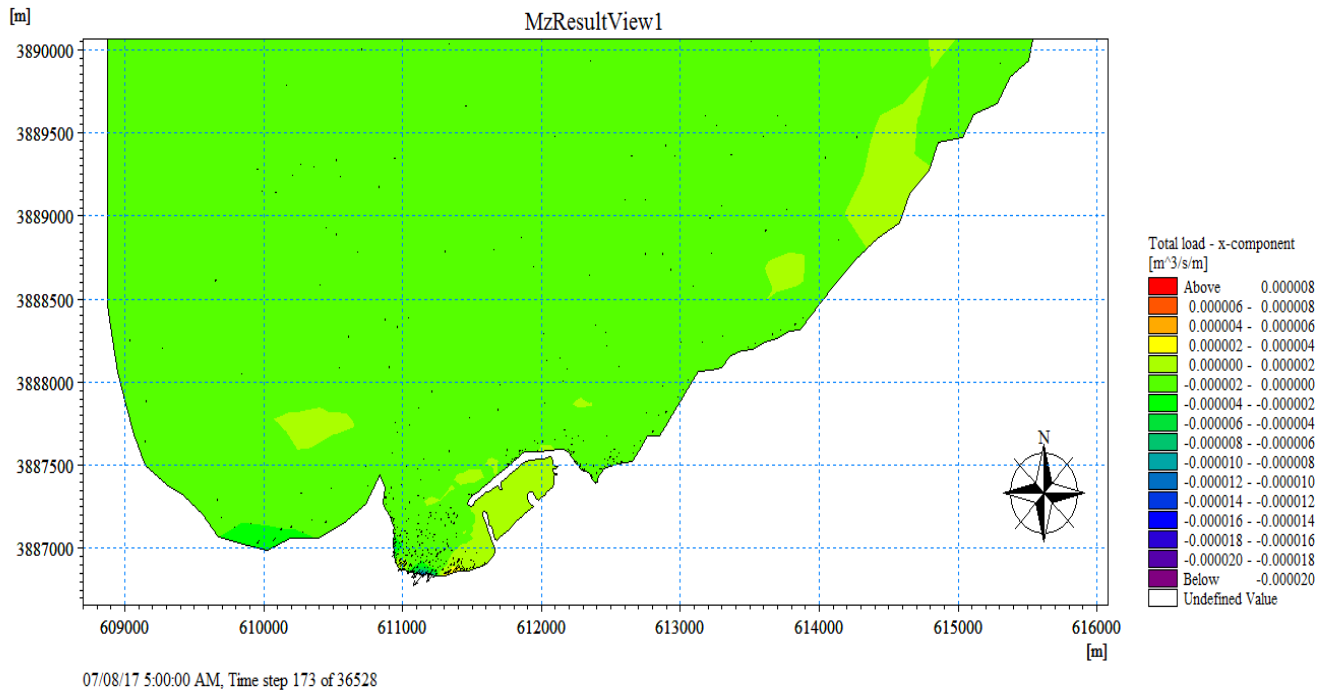 [m]
MzResultView1
3890000
3889500
3889000
3888500
3888000
3887500
3887000
609000
610000
611000
612000
613000
614000
615000
616000
[m]
N
Total load - x-component
[m^3/s/m]
Above 0.000008
0.000006 - 0.000008
0.000004 - 0.000006
0.000002 - 0.000004
0.000000 - 0.000002
-0.000002 - 0.000000
-0.000004 - -0.000002
-0.000006 - -0.000004
-0.000008 - -0.000006
-0.000010 - -0.000008
-0.000012 - -0.000010
-0.000014 - -0.000012
-0.000016 - -0.000014
-0.000018 - -0.000016
-0.000020 - -0.000018
Below -0.000020
Undefined Value
07/08/17 5:00:00 AM, Time step 173 of 36528